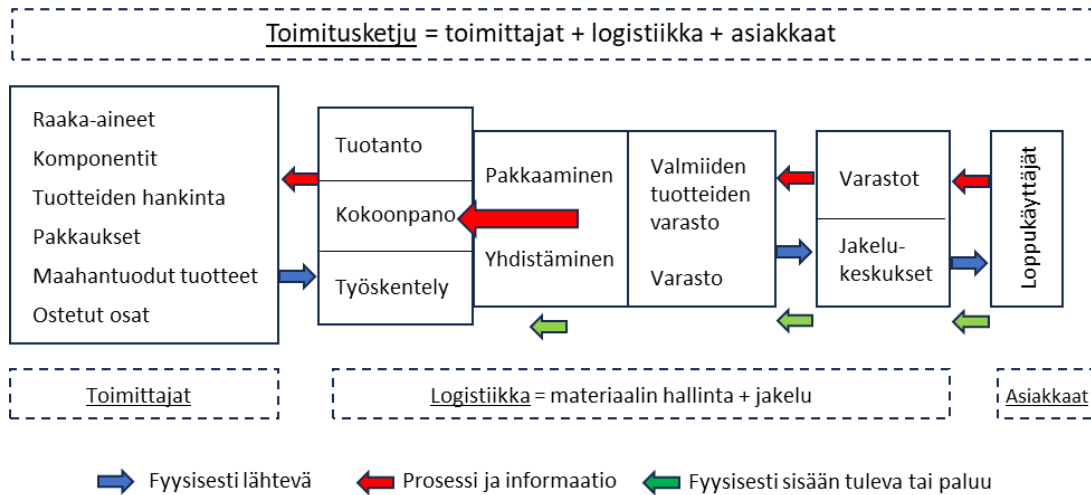 Toimitusketju = toimittajat + logistiikka + asiakkaat
Raaka-aineet
Komponentit
Tuotteiden hankinta
Pakkaukset
Maahantuodut tuotteet
Ostetut osat
Tuotanto
Kokoonpano
Työskentely
Pakkaaminen
Yhdistäminen
Valmiiden
tuotteiden
varasto
Varasto
Varastot
Jakelu-
keskukset
Loppukäyttäjät
Toimittajat
Logistiikka = materiaalin hallinta + jakelu
Asiakkaat
Fyysisesti lähtevä
Prosessi ja informaatio
Fyysisesti sisään tuleva tai paluu